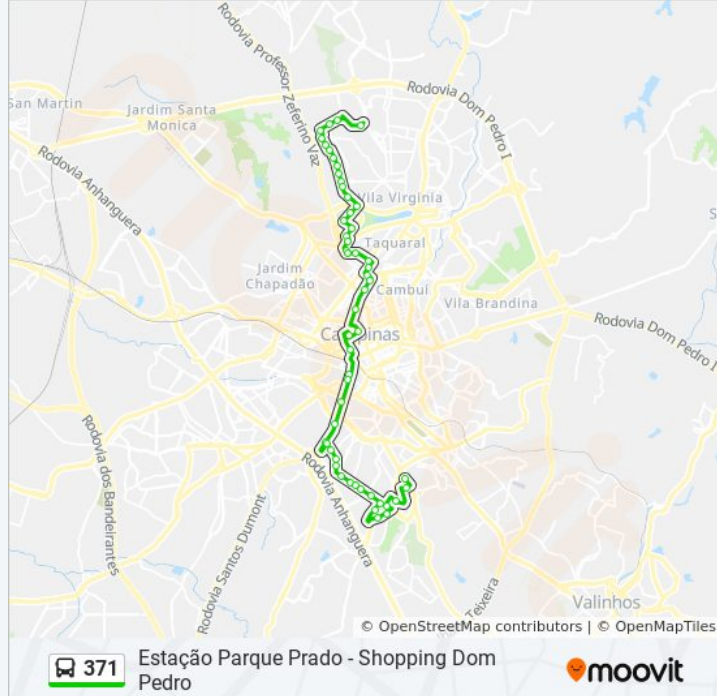 Rodovia Professor Zeferino Vaz
Rodovia Dom Pedro I
San Martin
Jardim Santa
Monica
Rodovia Anhanguera
Vila Virginia
Taquaral
Jardim
Chapadão
Cambuí
Vila Brandina
Rodovia Dom Pedro I
Campinas
Rodovia dos Bandeirantes
Rodovia Anhanguera
Rodovia Santos Dumont
Teixeira
Valinhos
© OpenStreetMap contributors | © OpenMapTiles
371
Estação Parque Prado - Shopping Dom
Pedro
moovit